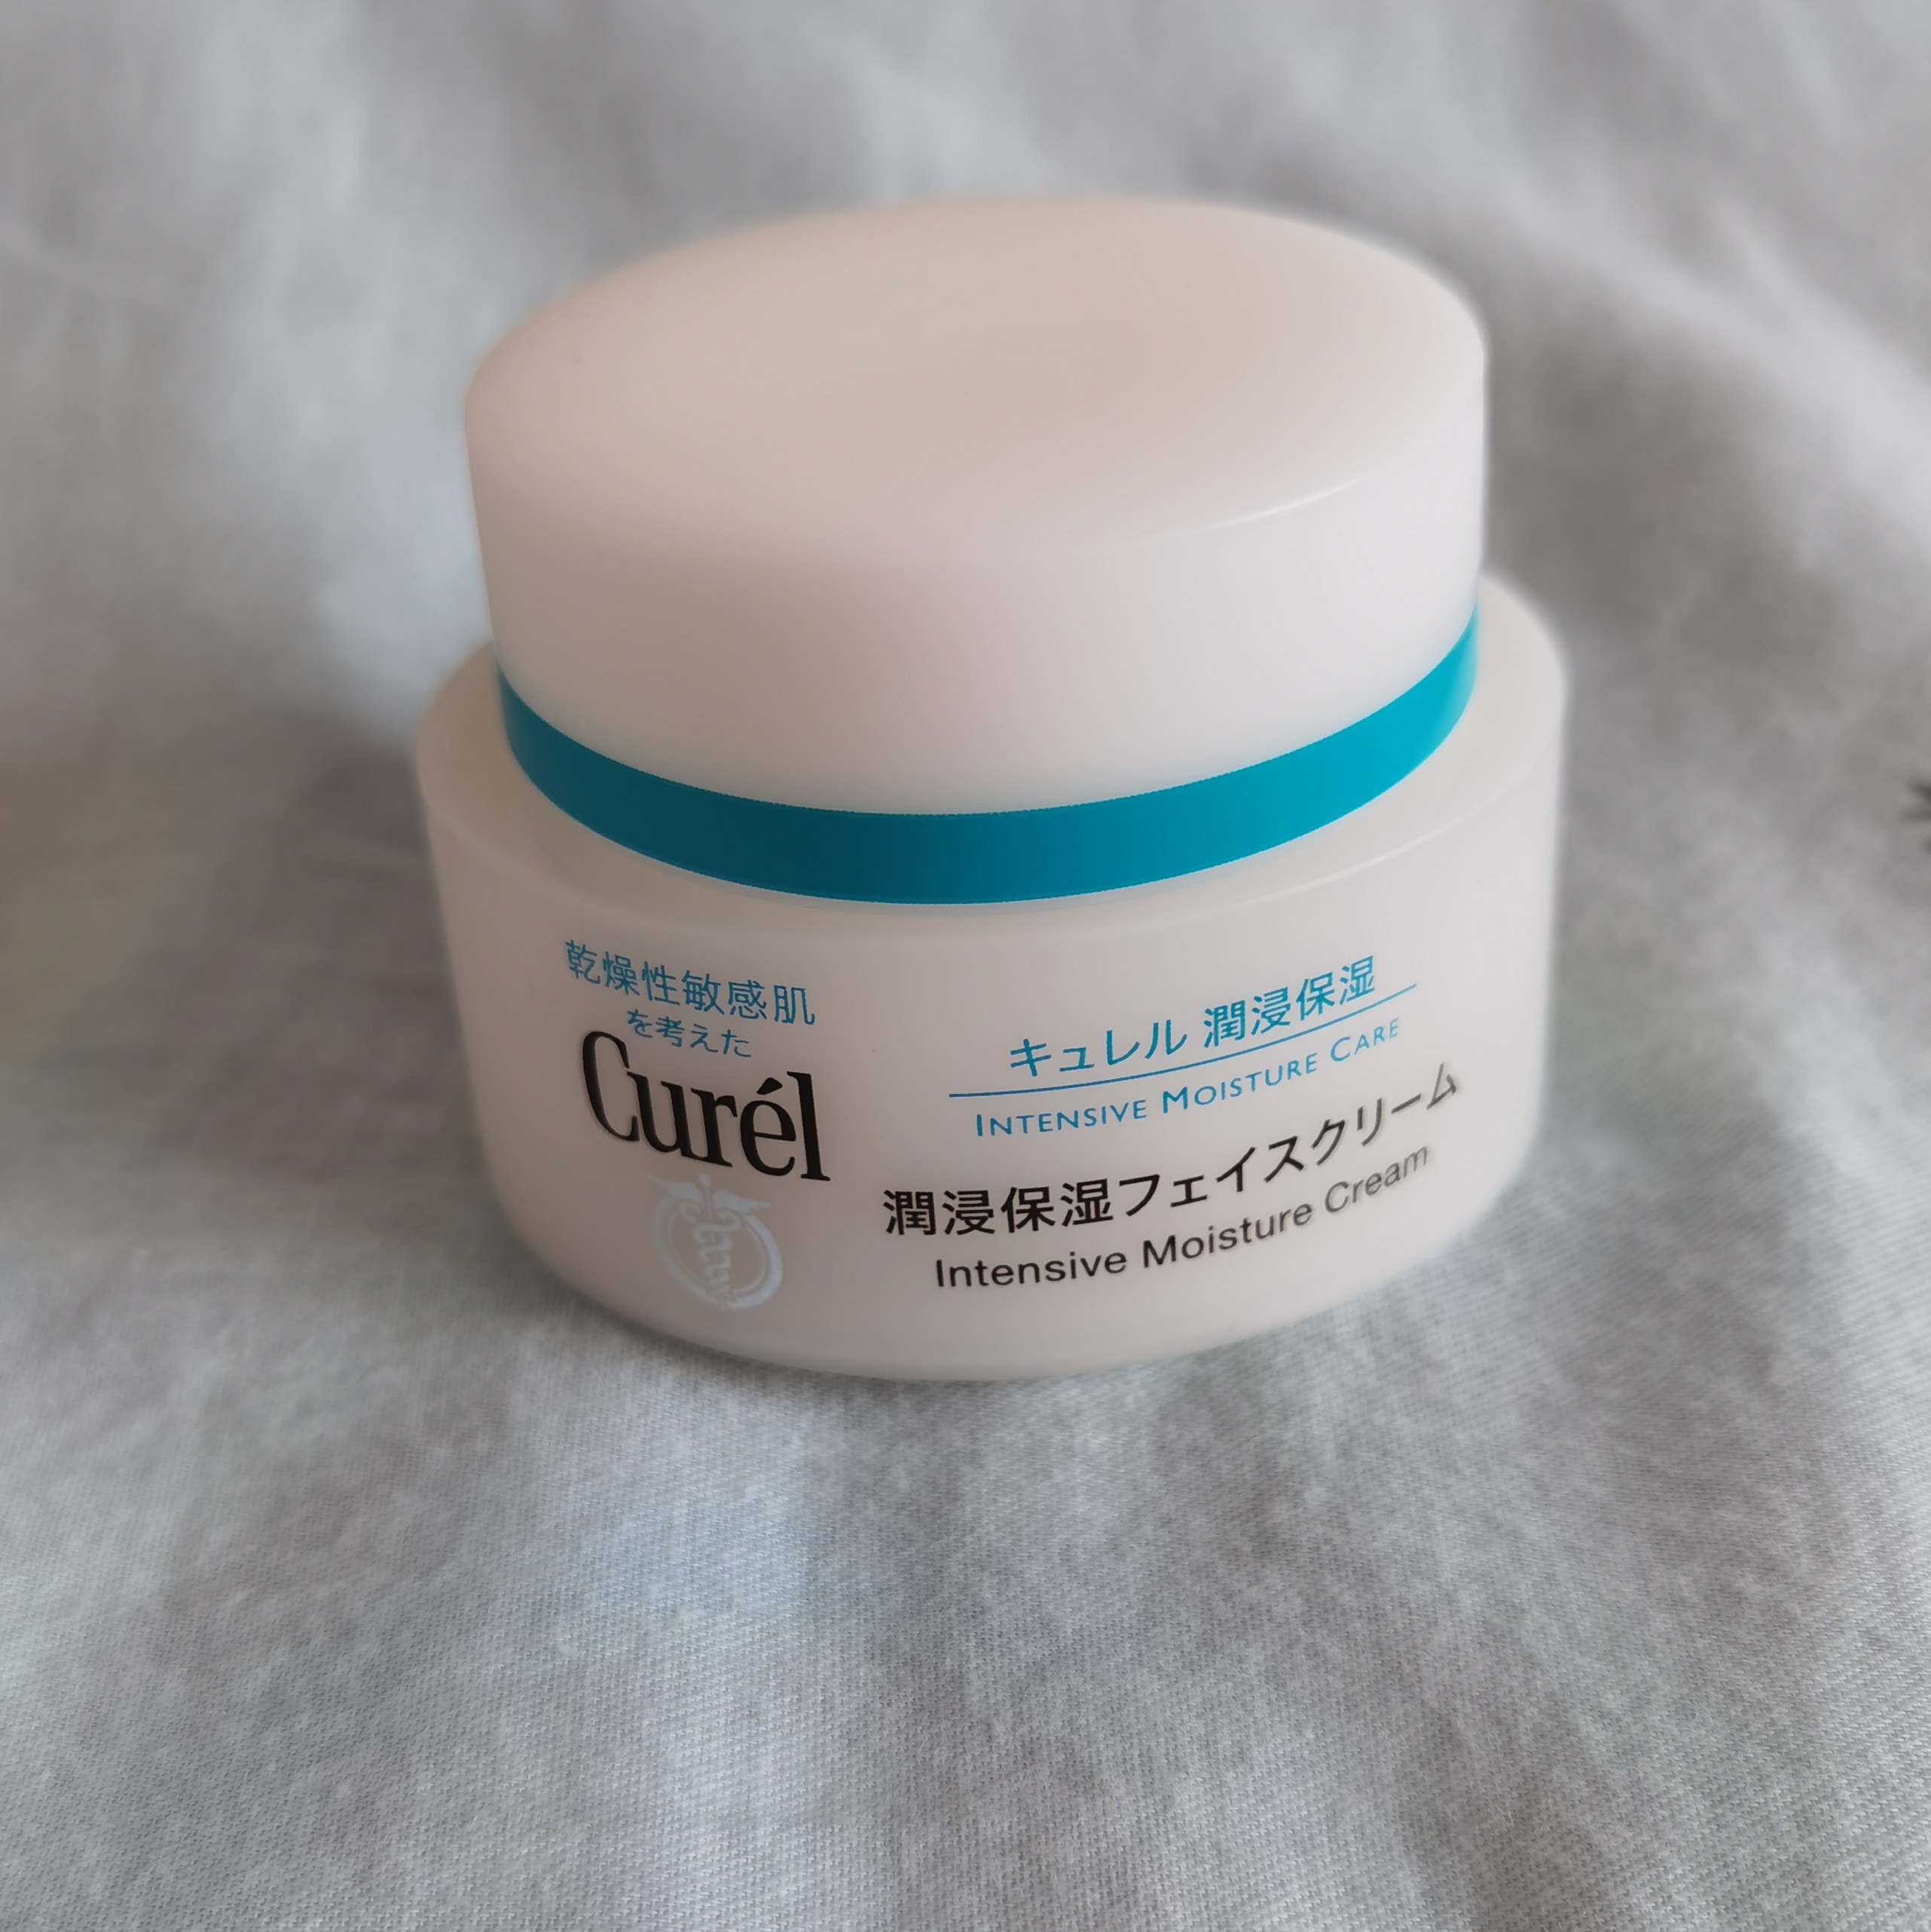 乾燥性敏感肌
を考えた
Curél
キュレル 潤浸保湿
INTENSIVE MOISTURE CARE
潤浸保湿フェイスクリーム
Intensive Moisture Cream